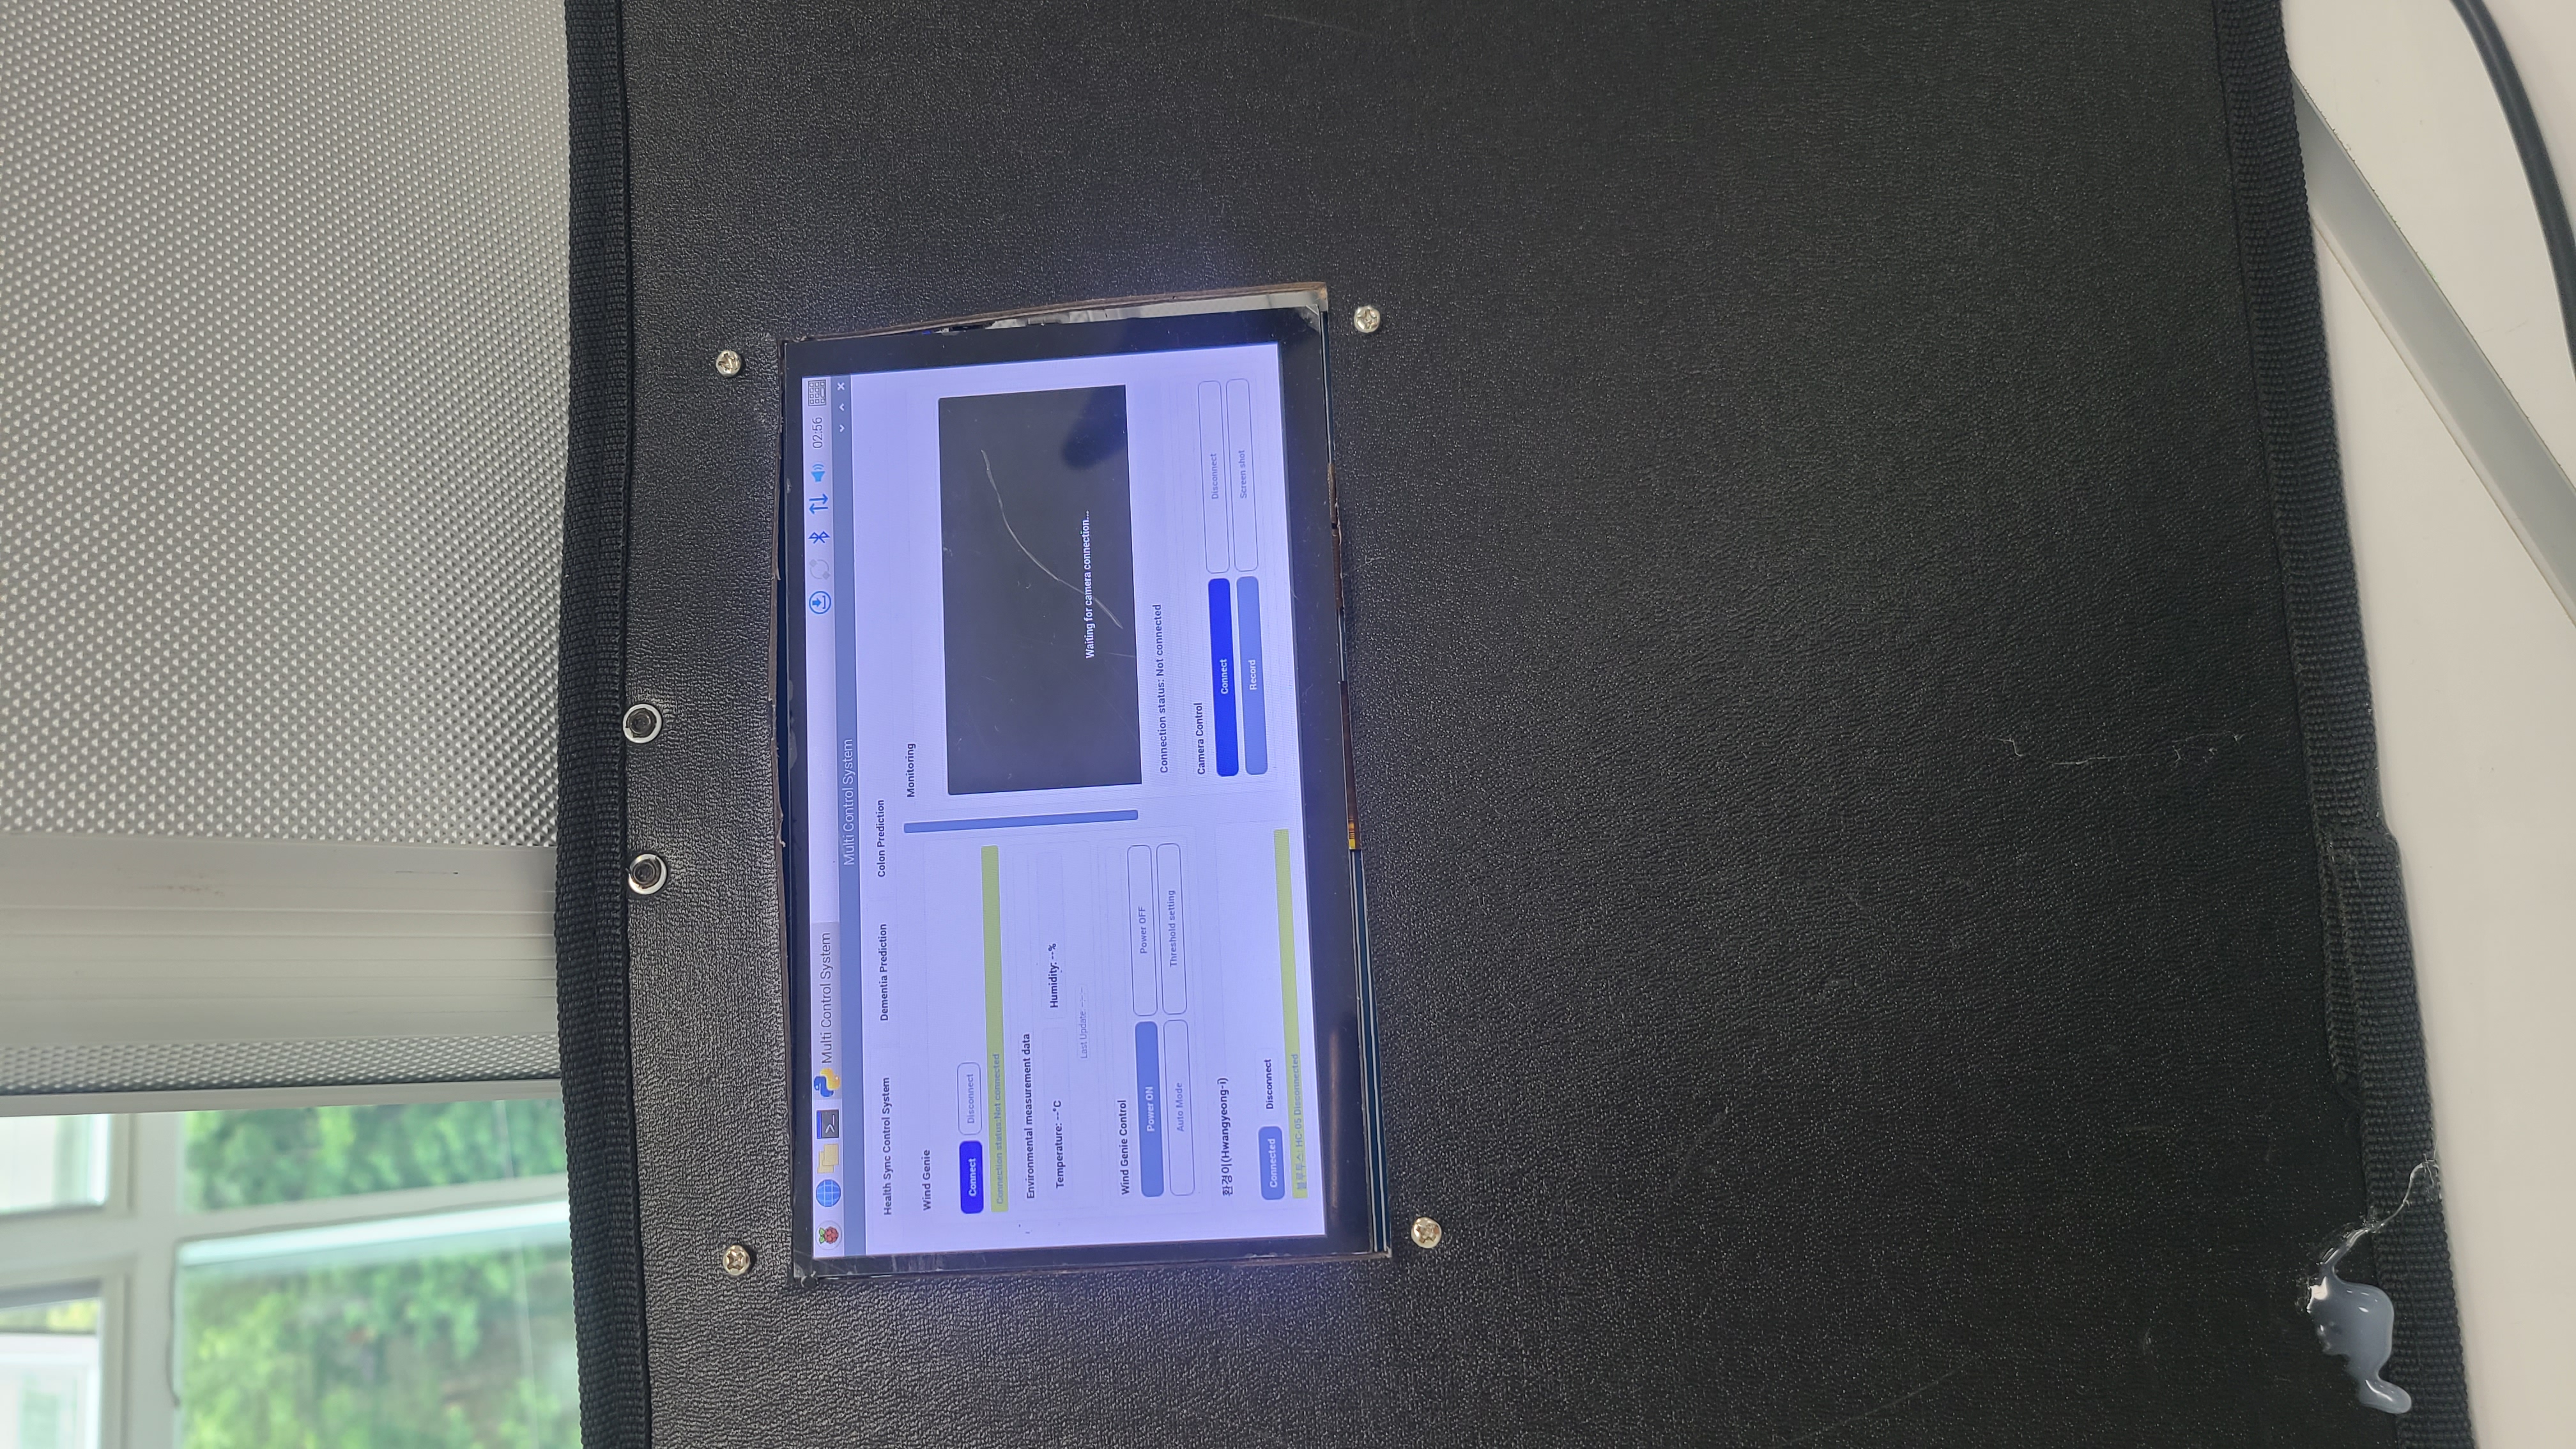 Multi Control System
02:56
Multi Control System
Health Sync Control System
Dementia Prediction
Colon Prediction
Wind Genie
Connect
Disconnect
Connection status:Not connected
Environmental measurement data
Temperature: --°C
Humidity: --%
Last Update: --:--:--
Wind Genie Control
Power ON
Power OFF
Auto Mode
Threshold setting
환경이(Hwangyeong-i)
Connected
Disconnect
블루투스: HC-05 Disconnected
Monitoring
Waiting for camera connection...
Connection status: Not connected
Camera Control
Connect
Disconnect
Record
Screen shot